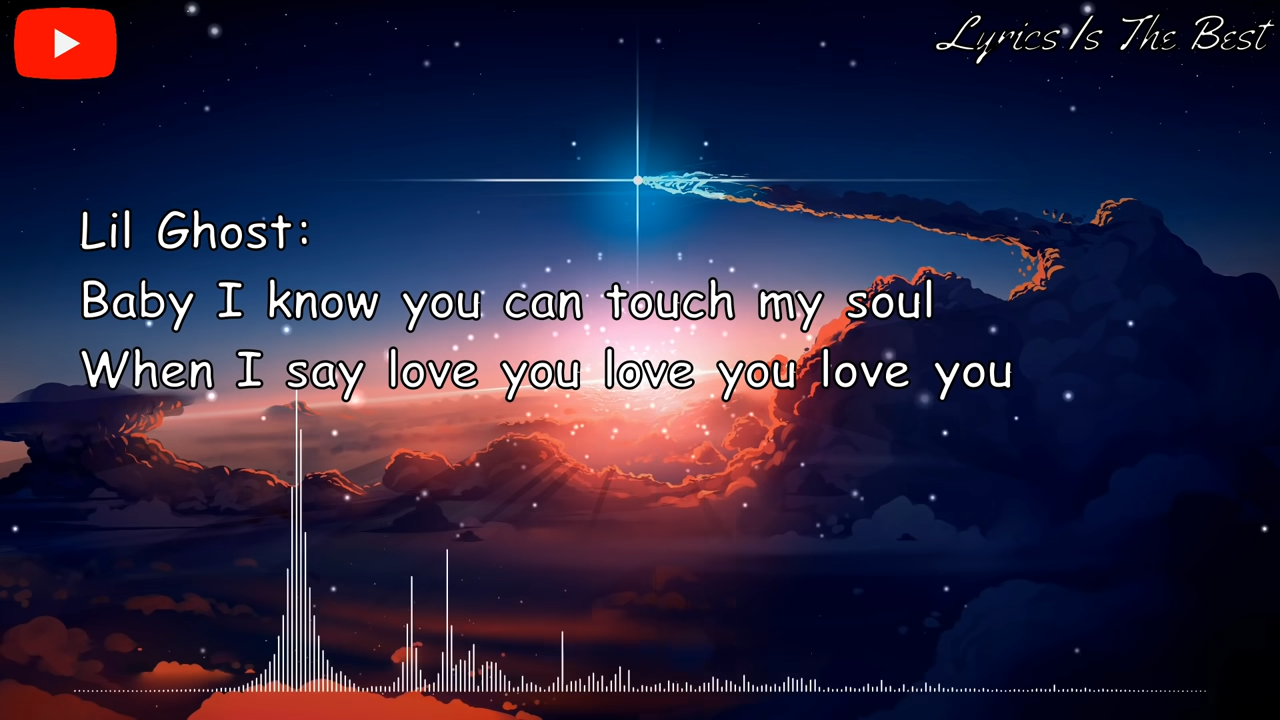 Lyrics Is The Best
Lil Ghost:
Baby I know you can touch my soul
When I say love you love you love you